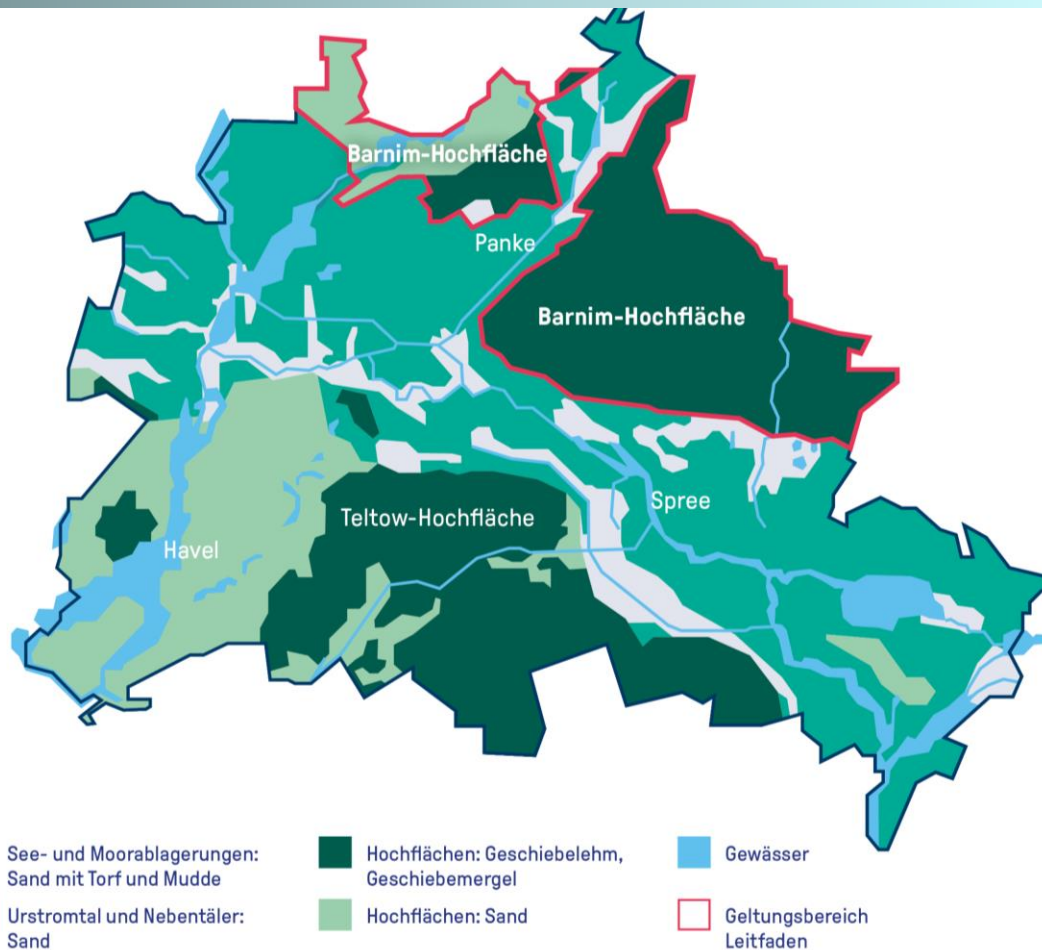 Barnim-Hochfläche
Panke
Barnim-Hochfläche
Spree
Teltow-Hochfläche
Havel
See- und Moorablagerungen:
Sand mit Torf und Mudde
Urstromtal und Nebentäler:
Sand
Hochflächen: Geschiebelehm,
Geschiebemergel
Hochflächen: Sand
Gewässer
Geltungsbereich
Leitfaden